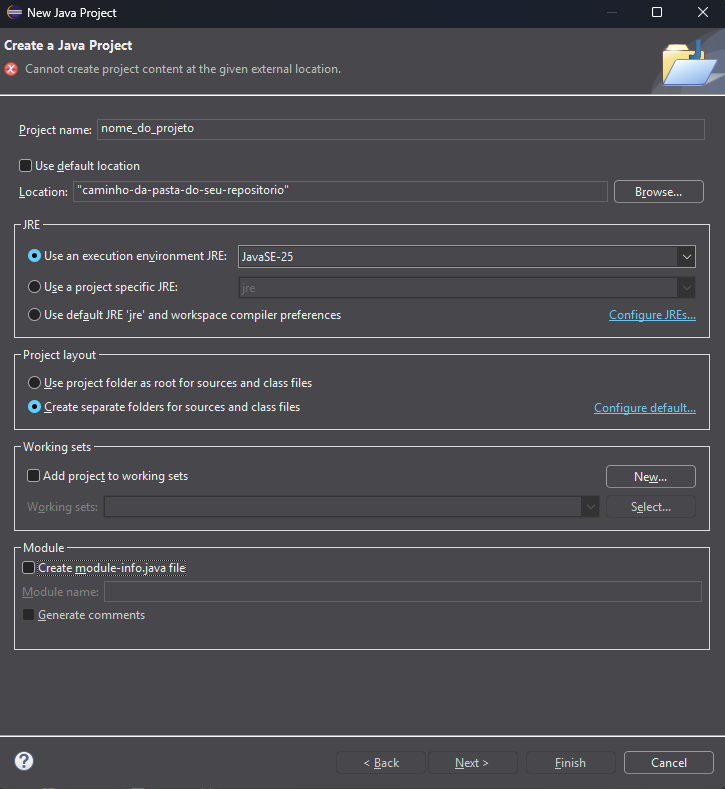 New Java Project
Create a Java Project
Cannot create project content at the given external location.
Project name: nome_do_projeto
Use default location
Location: "caminho-da-pasta-do-seu-repositorio" Browse...
JRE
Use an execution environment JRE: JavaSE-25
Use a project specific JRE: jre
Use default JRE 'jre' and workspace compiler preferences Configure JREs...
Project layout
Use project folder as root for sources and class files
Create separate folders for sources and class files Configure default...
Working sets
Add project to working sets New...
Working sets: Select...
Module
Create module-info.java file
Module name:
Generate comments
? < Back Next > Finish Cancel